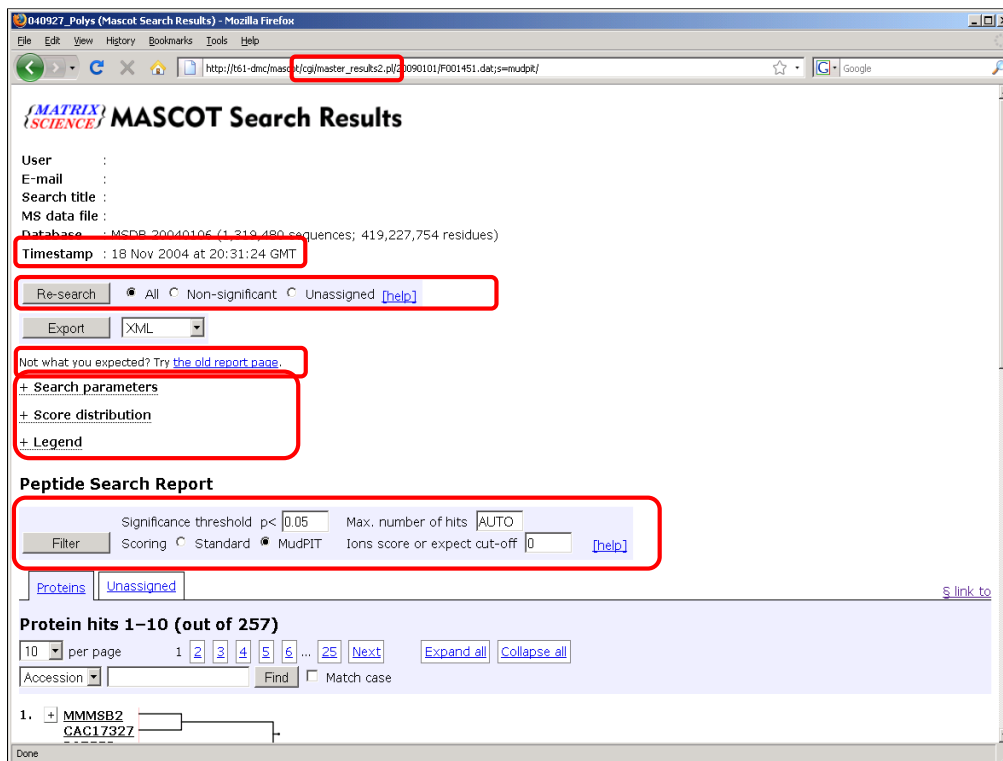 040927_Polys (Mascot Search Results) - Mozilla Firefox
File Edit View History Bookmarks Tools Help
http://t61-dmc/mascot/cgi/master_results2.pl/20090101/F001451.dat;s=mudpit/ G Google
{MATRIX SCIENCE} MASCOT Search Results
User :
E-mail :
Search title :
MS data file :
Database : MSDB 20040106 (1,319,480 sequences; 419,227,754 residues)
Timestamp : 18 Nov 2004 at 20:31:24 GMT
Re-search All Non-significant Unassigned [help]
Export XML
Not what you expected? Try the old report page.
+ Search parameters
+ Score distribution
+ Legend
Peptide Search Report
Significance threshold p< 0.05 Max. number of hits AUTO
Filter Scoring Standard MudPIT Ions score or expect cut-off 0 [help]
Proteins Unassigned § link to
Protein hits 1–10 (out of 257)
10 per page 1 2 3 4 5 6 ... 25 Next Expand all Collapse all
Accession Find Match case
1. + MMMSB2
CAC17327
Done